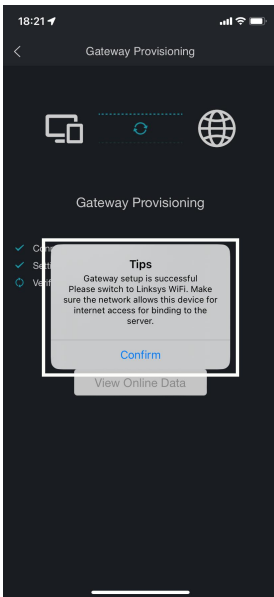 18:21
Gateway Provisioning
Gateway Provisioning
Tips
Gateway setup is successful
Please switch to Linksys WiFi. Make
sure the network allows this device for
internet access for binding to the
server.
Confirm
View Online Data